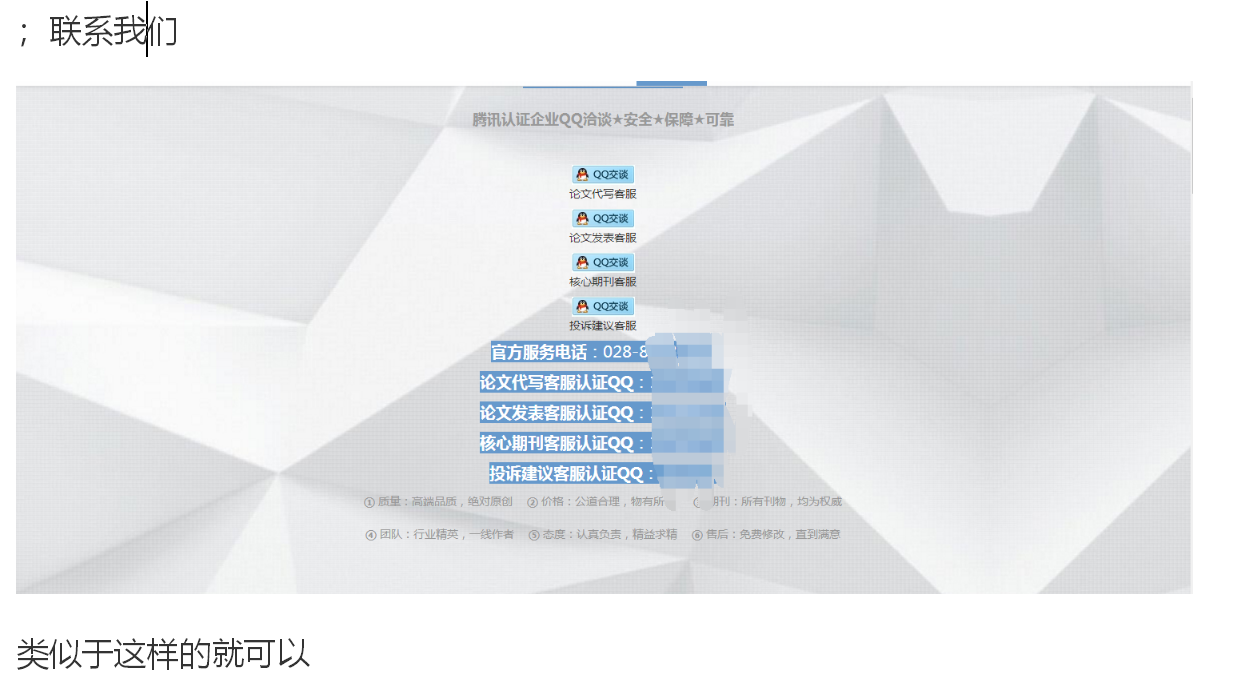 ；联系我们
腾讯认证企业QQ洽谈★安全★保障★可靠
QQ交谈
论文代写客服
QQ交谈
论文发表客服
QQ交谈
核心期刊客服
QQ交谈
投诉建议客服
官方服务电话：028-8
论文代写客服认证QQ：
论文发表客服认证QQ：
核心期刊客服认证QQ：
投诉建议客服认证QQ：
① 质量：高端品质，绝对原创 ② 价格：公道合理，物有所 期刊：所有刊物，均为权威
④ 团队：行业精英，一线作者 ⑤ 态度：认真负责，精益求精 ⑥ 售后：免费修改，直到满意
类似于这样的就可以